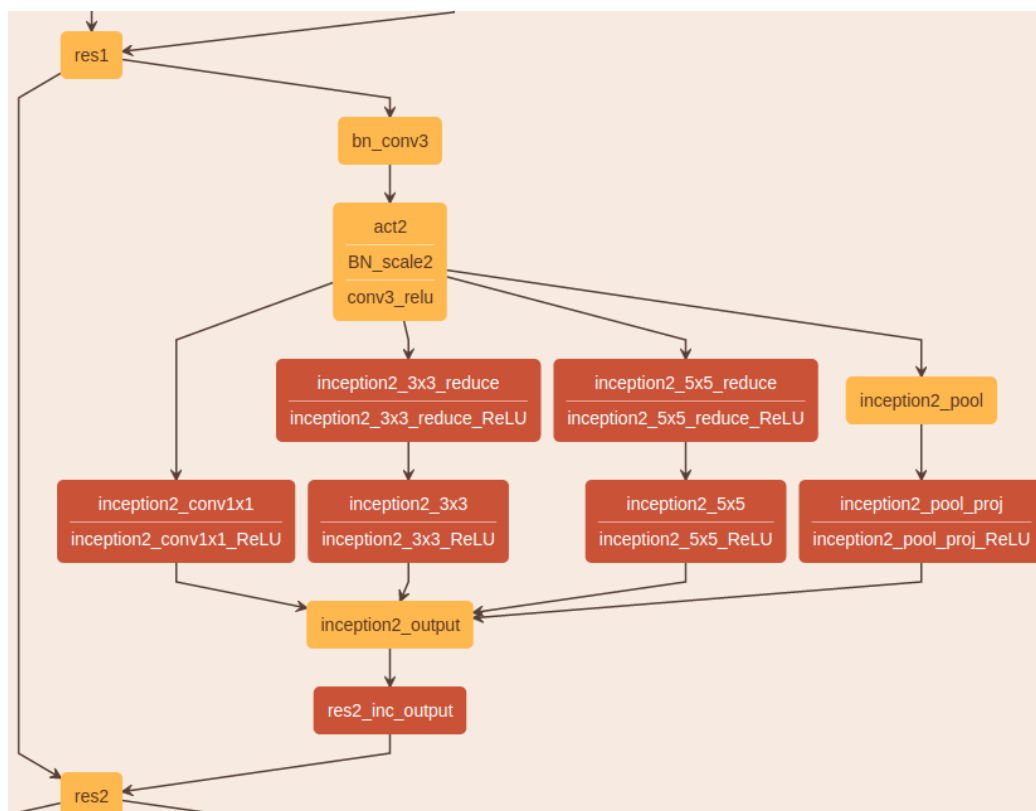 res1
bn_conv3
act2
BN_scale2
conv3_relu
inception2_3x3_reduce
inception2_3x3_reduce_ReLU
inception2_5x5_reduce
inception2_5x5_reduce_ReLU
inception2_pool
inception2_conv1x1
inception2_conv1x1_ReLU
inception2_3x3
inception2_3x3_ReLU
inception2_5x5
inception2_5x5_ReLU
inception2_pool_proj
inception2_pool_proj_ReLU
inception2_output
res2_inc_output
res2